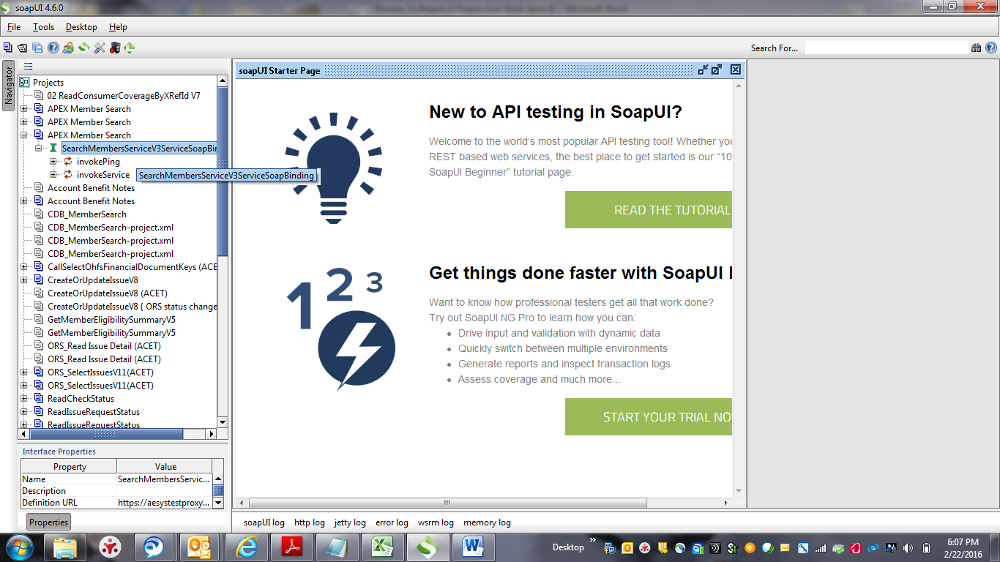 soapUI 4.6.0
File Tools Desktop Help
Search For...
Navigator
Projects
02 ReadConsumerCoverageByXRefId V7
APEX Member Search
APEX Member Search
APEX Member Search
SearchMembersServiceV3ServiceSoapBin
invokePing
invokeService
SearchMembersServiceV3ServiceSoapBinding
Account Benefit Notes
Account Benefit Notes
CDB_MemberSearch
CDB_MemberSearch-project.xml
CDB_MemberSearch-project.xml
CDB_MemberSearch-project.xml
CallSelectOhfsFinancialDocumentKeys (ACE
CreateOrUpdateIssueV8
CreateOrUpdateIssueV8 (ACET)
CreateOrUpdateIssueV8 { ORS status change
GetMemberEligibilitySummaryV5
GetMemberEligibilitySummaryV5
ORS_Read Issue Detail (ACET)
ORS_Read Issue Detail (ACET)
ORS_SelectIssuesV11(ACET)
ORS_SelectIssuesV11(ACET)
ReadCheckStatus
ReadIssueRequestStatus
ReadIssueRequestStatus
Interface Properties
Property Value
Name SearchMembersServic...
Description
Definition URL https://aesystestproxy...
Properties
soapUI Starter Page
New to API testing in SoapUI?
Welcome to the world's most popular API testing tool! Whether you
REST based web services, the best place to get started is our “10
SoapUI Beginner” tutorial page.
READ THE TUTORIAL
1 2 3
Get things done faster with SoapUI
Want to know how professional testers get all that work done?
Try out SoapUI NG Pro to learn how you can:
• Drive input and validation with dynamic data
• Quickly switch between multiple environments
• Generate reports and inspect transaction logs
• Assess coverage and much more…
START YOUR TRIAL NO
soapUI log http log jetty log error log wsrm log memory log
Desktop
6:07 PM
2/22/2016